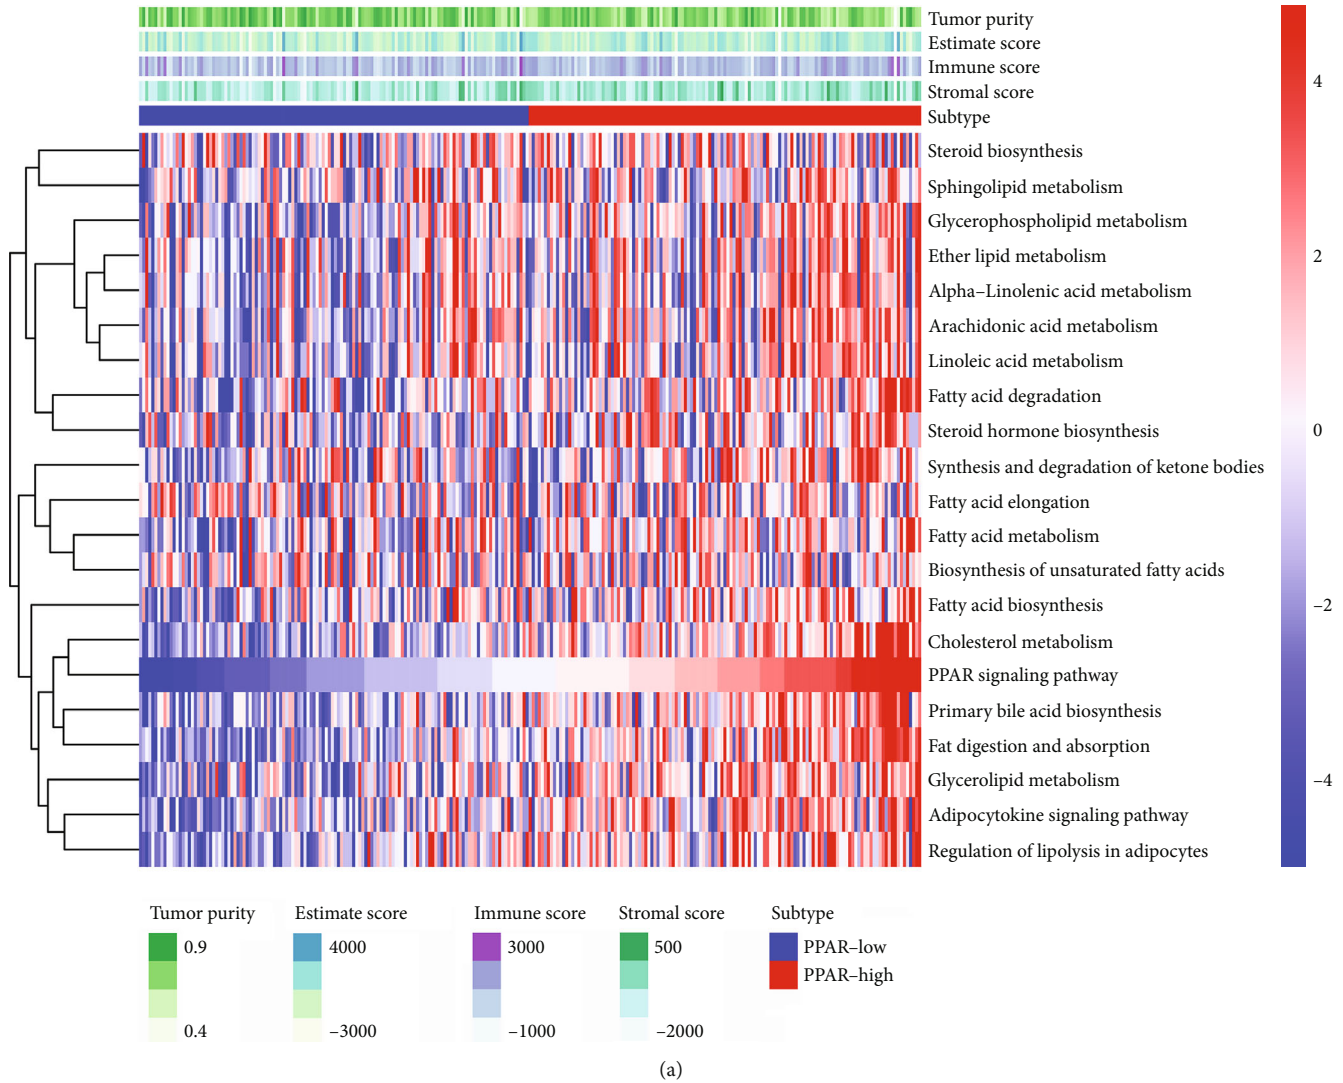 Tumor purity
Estimate score
Immune score
Stromal score
Subtype
Steroid biosynthesis
Sphingolipid metabolism
Glycerophospholipid metabolism
Ether lipid metabolism
Alpha–Linolenic acid metabolism
Arachidonic acid metabolism
Linoleic acid metabolism
Fatty acid degradation
Steroid hormone biosynthesis
Synthesis and degradation of ketone bodies
Fatty acid elongation
Fatty acid metabolism
Biosynthesis of unsaturated fatty acids
Fatty acid biosynthesis
Cholesterol metabolism
PPAR signaling pathway
Primary bile acid biosynthesis
Fat digestion and absorption
Glycerolipid metabolism
Adipocytokine signaling pathway
Regulation of lipolysis in adipocytes
4
2
0
–2
–4
Tumor purity
0.9
0.4
Estimate score
4000
–3000
Immune score
3000
–1000
Stromal score
500
–2000
Subtype
PPAR–low
PPAR–high
(a)